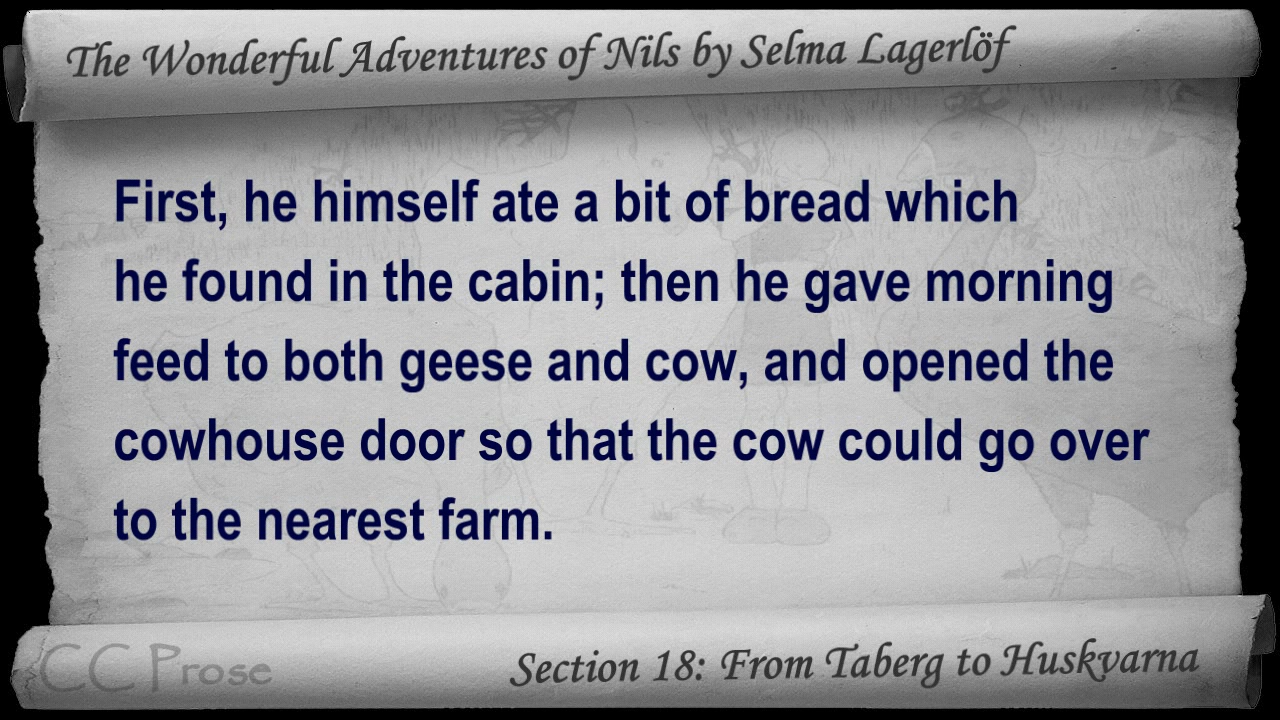 The Wonderful Adventures of Nils by Selma Lagerlöf
First, he himself ate a bit of bread which
he found in the cabin; then he gave morning
feed to both geese and cow, and opened the
cowhouse door so that the cow could go over
to the nearest farm.
CC Prose
Section 18: From Taberg to Huskvarna